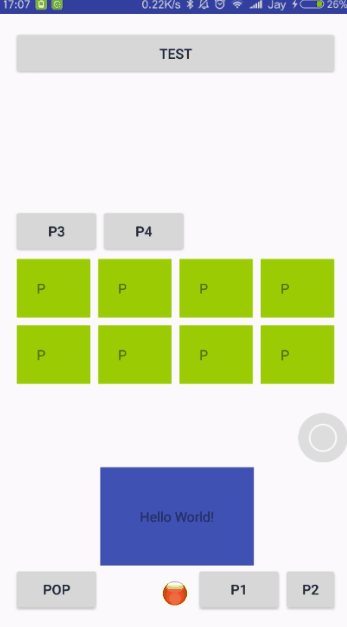 17:07 0.22K/s Jay 26%
TEST
P3 P4
P P P P
P P P P
Hello World!
POP P1 P2